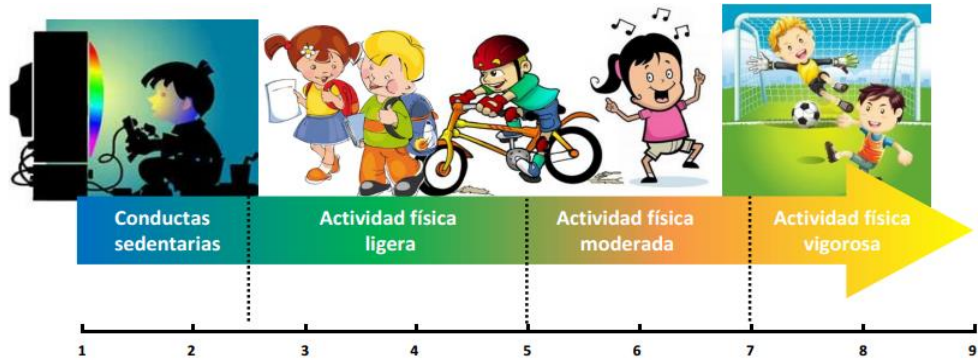 Conductas
sedentarias
Actividad física
ligera
Actividad física
moderada
Actividad física
vigorosa
1 2 3 4 5 6 7 8 9